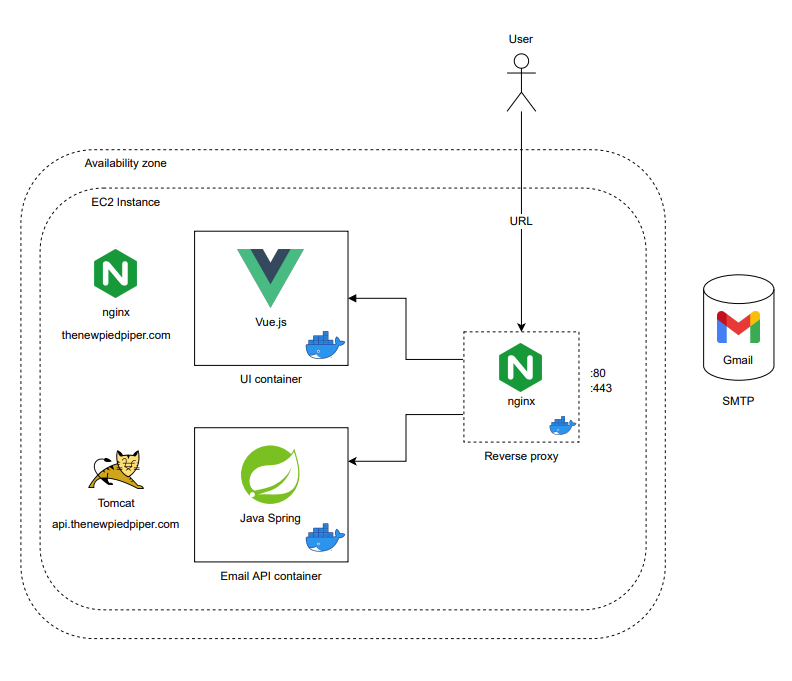 User
Availability zone
EC2 Instance
URL
nginx
thenewpiedpiper.com
Vue.js
UI container
nginx
:80
:443
Reverse proxy
Gmail
SMTP
Tomcat
api.thenewpiedpiper.com
Java Spring
Email API container